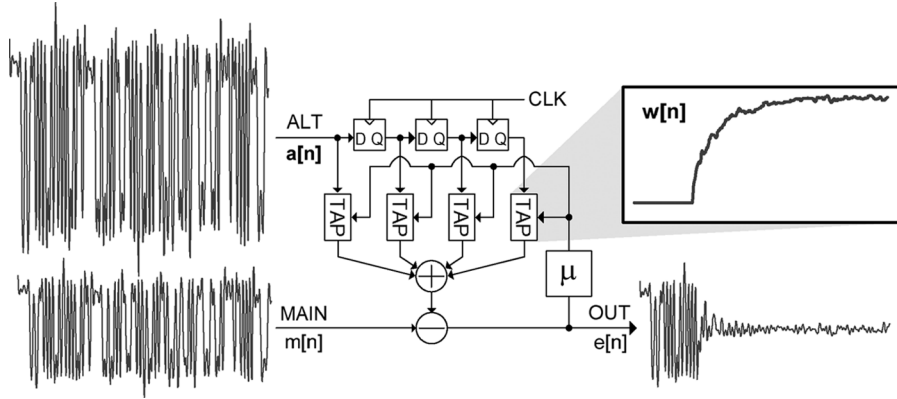 CLK
ALT
a[n]
D Q
D Q
D Q
w[n]
TAP
TAP
TAP
TAP
+
μ
MAIN
m[n]
−
OUT
e[n]